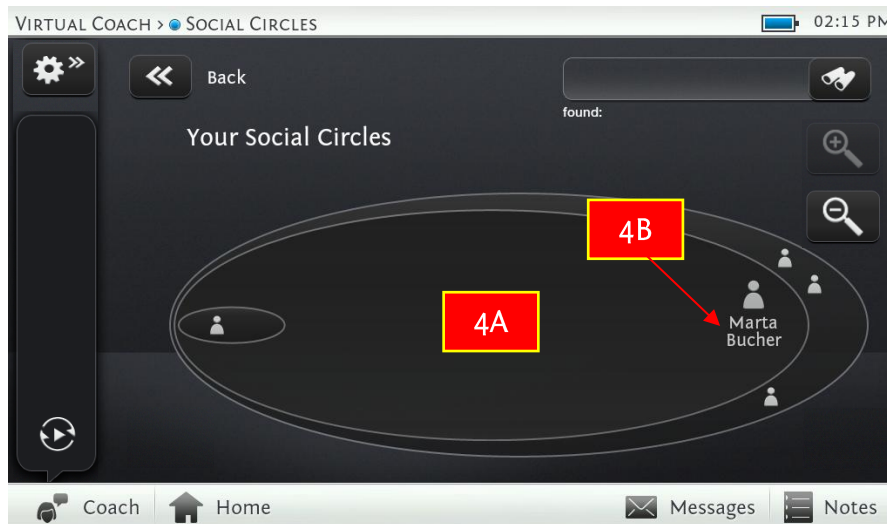 VIRTUAL COACH > SOCIAL CIRCLES
02:15 PM
Back
found:
Your Social Circles
4B
4A
Marta
Bucher
Coach
Home
Messages
Notes